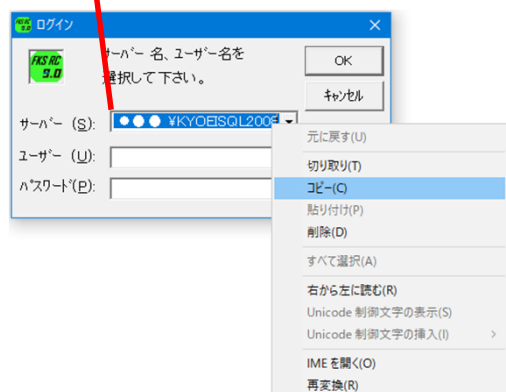 ログイン
FKS RC
9.0
サーバー 名、ユーザー名を
選択して下さい。
OK
キャンセル
サーバー (S):
●●● ¥KYOEISQL2005
ユーザー (U):
パスワード(P):
元に戻す(U)
切り取り(T)
コピー(C)
貼り付け(P)
削除(D)
すべて選択(A)
右から左に読む(R)
Unicode 制御文字の表示(S)
Unicode 制御文字の挿入(I)
IME を開く(O)
再変換(R)